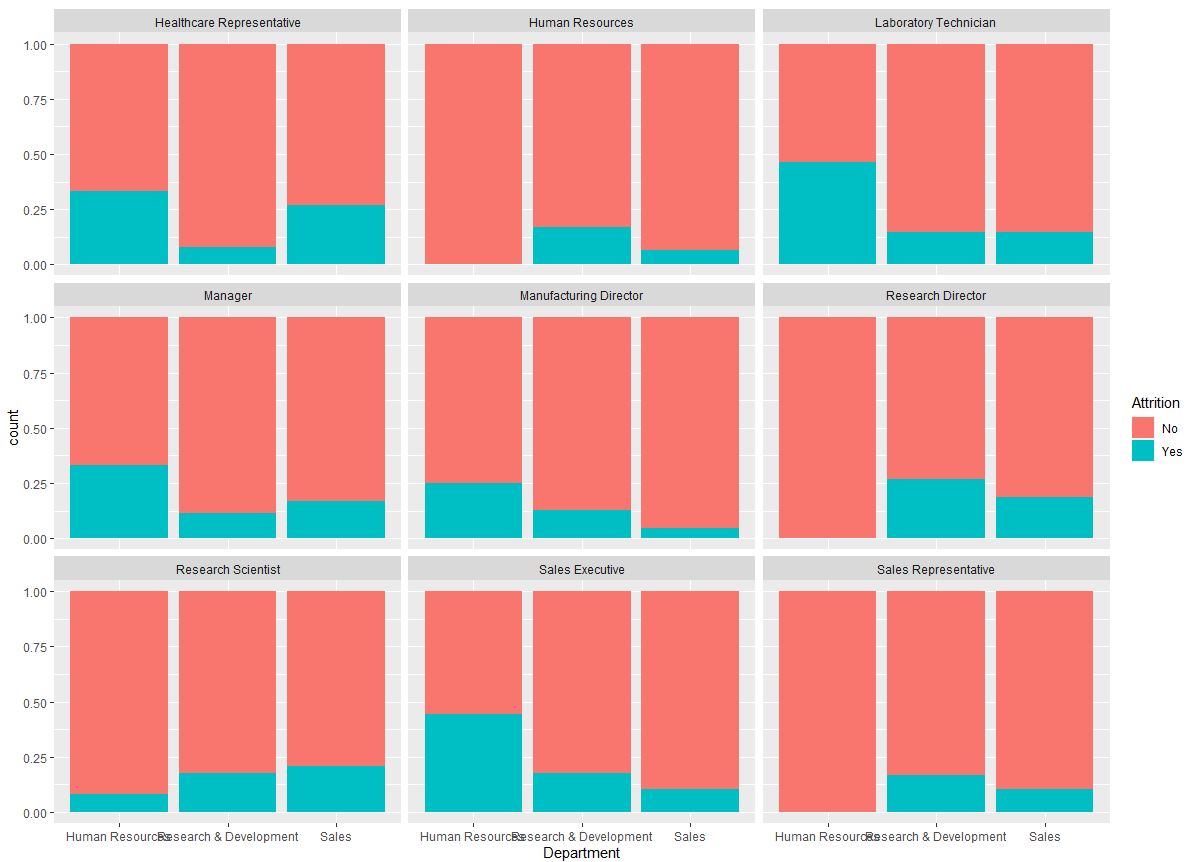 Healthcare Representative
Human Resources
Laboratory Technician
1.00
0.75
0.50
0.25
0.00
Manager
Manufacturing Director
Research Director
1.00
0.75
0.50
0.25
0.00
Research Scientist
Sales Executive
Sales Representative
1.00
0.75
0.50
0.25
0.00
count
Human Resources Research & Development Sales
Human Resources Research & Development Sales
Human Resources Research & Development Sales
Department
Attrition
No
Yes